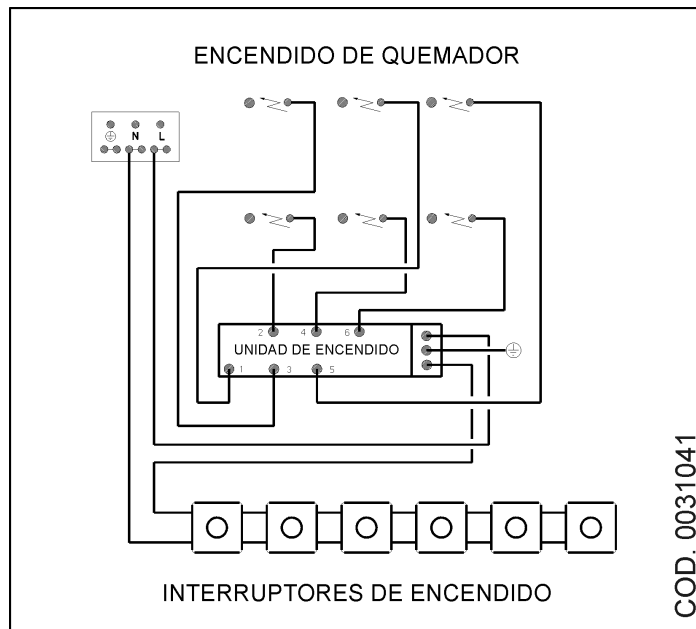 ENCENDIDO DE QUEMADOR
N L
2 4 6
UNIDAD DE ENCENDIDO
1 3 5
INTERRUPTORES DE ENCENDIDO
COD. 0031041